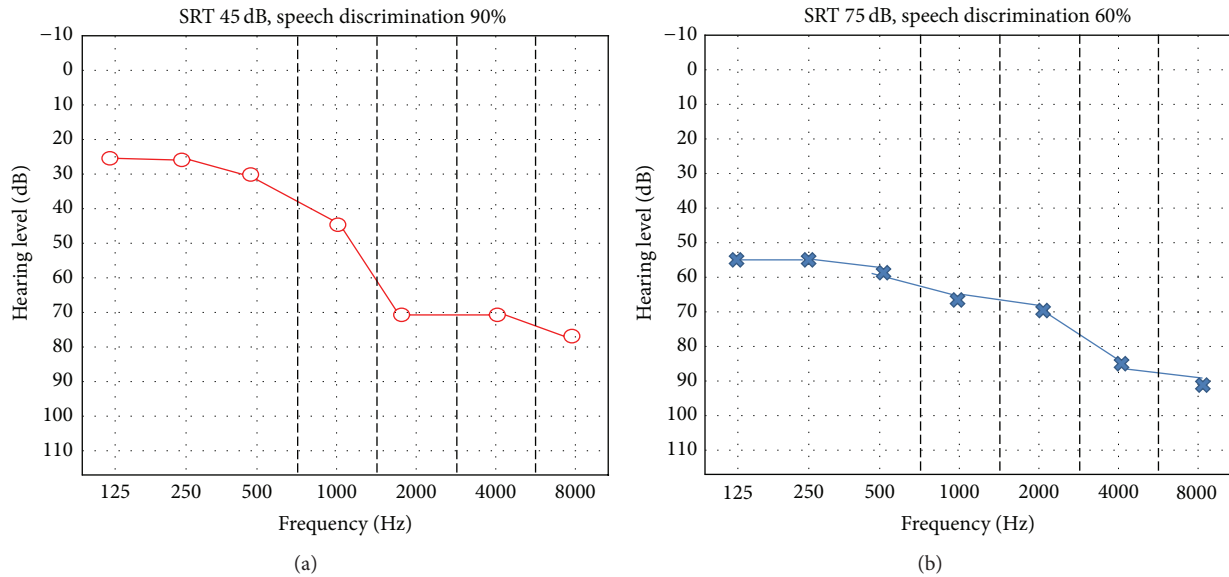 SRT 45 dB, speech discrimination 90%
−10
0
10
20
30
40
50
60
70
80
90
100
110
Hearing level (dB)
125 250 500 1000 2000 4000 8000
Frequency (Hz)
(a)
SRT 75 dB, speech discrimination 60%
−10
0
10
20
30
40
50
60
70
80
90
100
110
Hearing level (dB)
125 250 500 1000 2000 4000 8000
Frequency (Hz)
(b)